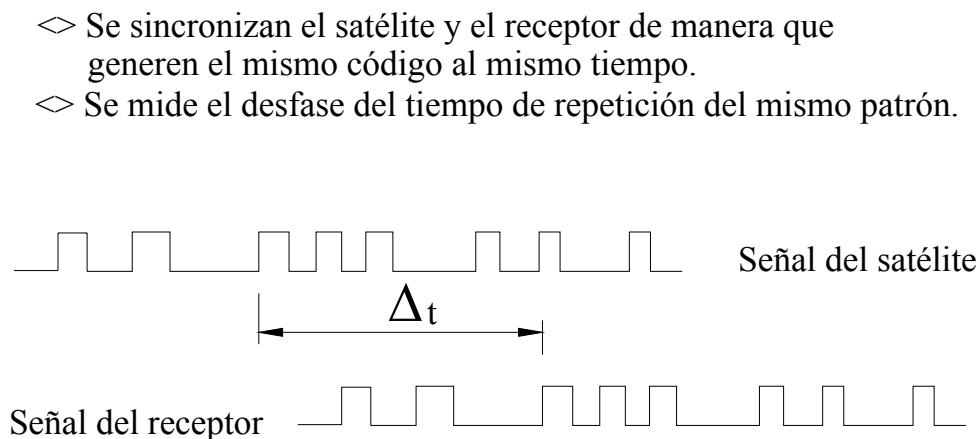 <> Se sincronizan el satélite y el receptor de manera que
generen el mismo código al mismo tiempo.
<> Se mide el desfase del tiempo de repetición del mismo patrón.
Señal del satélite
Δt
Señal del receptor